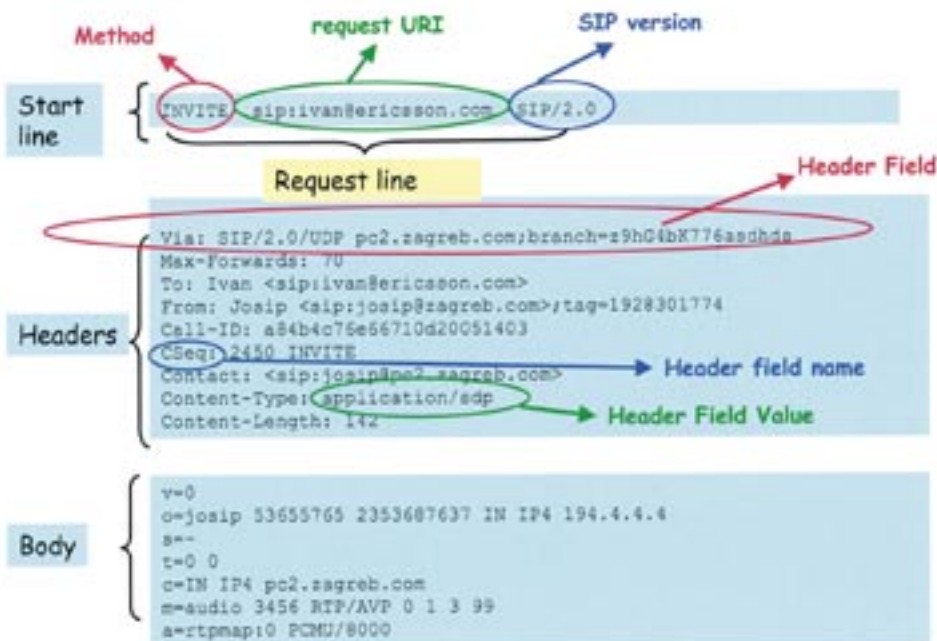 Method
request URI
SIP version
Start line
INVITE sip:ivan@ericsson.com SIP/2.0
Request line
Header Field
Headers
Via: SIP/2.0/UDP pc2.zagreb.com;branch=z9hG4bK776asdhds
Max-Forwards: 70
To: Ivan <sip:ivan@ericsson.com>
From: Josip <sip:josip@zagreb.com>;tag=1928301774
Call-ID: a84b4c76e66710d20051403
CSeq: 2450 INVITE
Header field name
Contact: <sip:josip@pc2.zagreb.com>
Content-Type: application/sdp
Header Field Value
Content-Length: 142
Body
v=0
o=josip 53655765 2353687637 IN IP4 194.4.4.4
s=-
t=0 0
c=IN IP4 pc2.zagreb.com
m=audio 3456 RTP/AVP 0 1 3 99
a=rtpmap:0 PCMU/8000